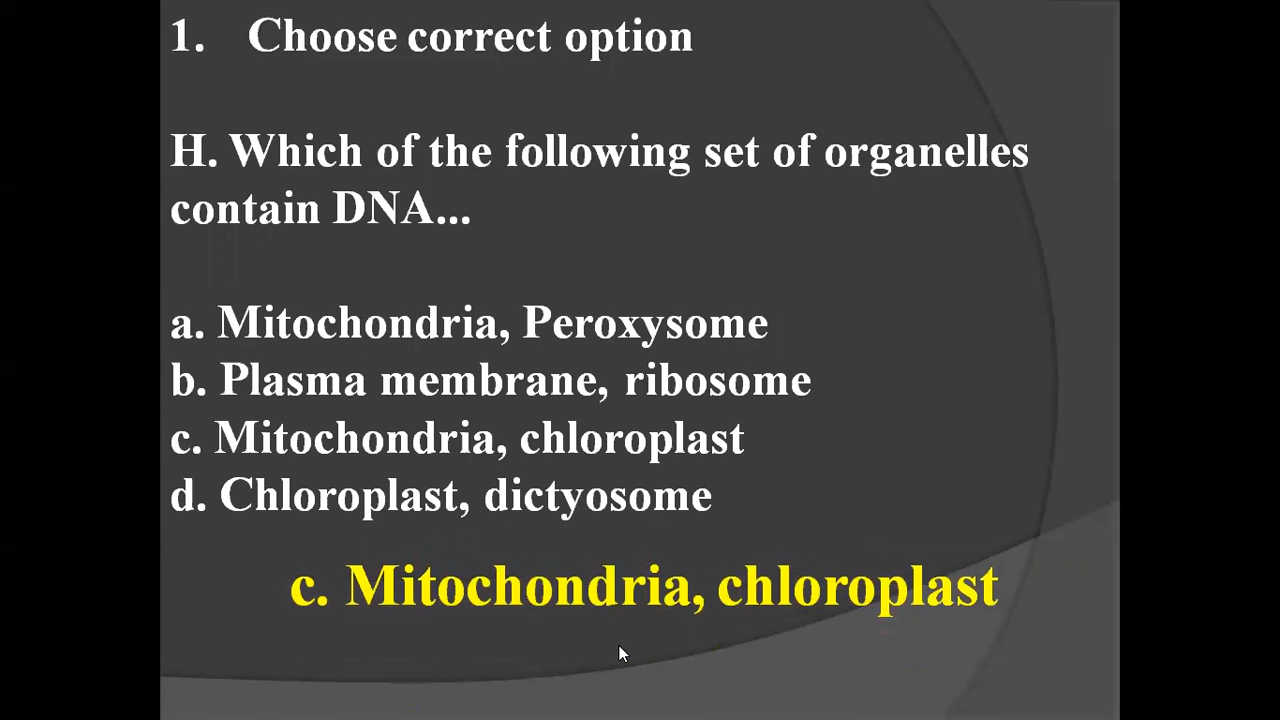 1. Choose correct option
H. Which of the following set of organelles
contain DNA...
a. Mitochondria, Peroxysome
b. Plasma membrane, ribosome
c. Mitochondria, chloroplast
d. Chloroplast, dictyosome
c. Mitochondria, chloroplast